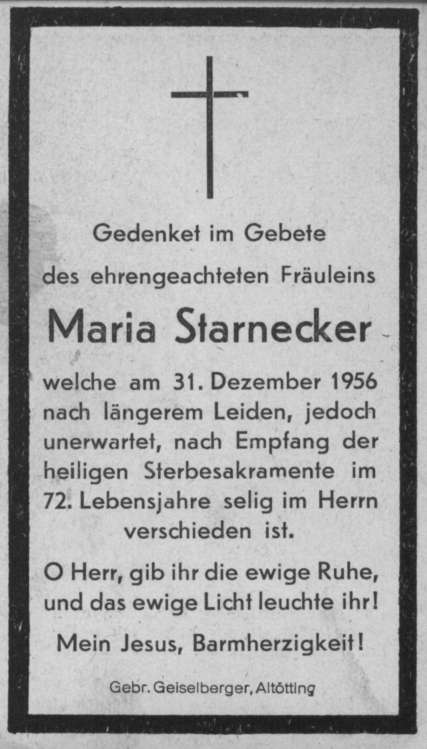 Gedenket im Gebete
des ehrengeachteten Fräuleins
Maria Starnecker
welche am 31. Dezember 1956
nach längerem Leiden, jedoch
unerwartet, nach Empfang der
heiligen Sterbesakramente im
72. Lebensjahre selig im Herrn
verschieden ist.
O Herr, gib ihr die ewige Ruhe,
und das ewige Licht leuchte ihr!
Mein Jesus, Barmherzigkeit!
Gebr. Geiselberger, Altötting